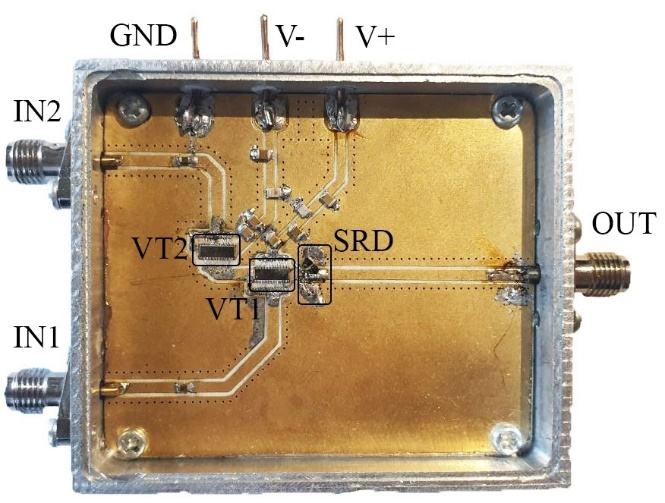 GND V- V+
IN2
OUT
SRD
VT2
VT1
IN1